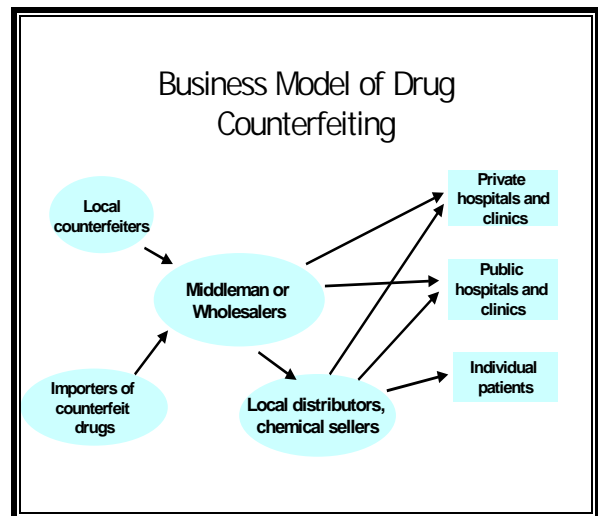 Business Model of Drug
Counterfeiting
Local
counterfeiters
Middleman or
Wholesalers
Importers of
counterfeit
drugs
Local distributors,
chemical sellers
Private
hospitals and
clinics
Public
hospitals and
clinics
Individual
patients